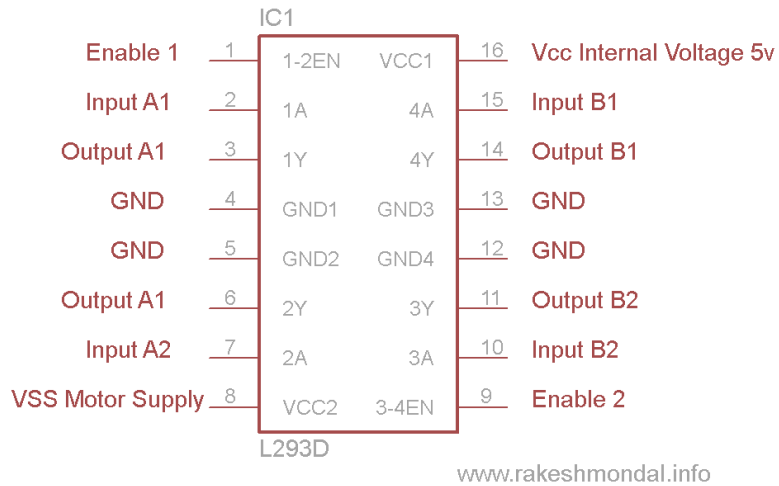 IC1
Enable 1 1 1-2EN VCC1 16 Vcc Internal Voltage 5v
Input A1 2 1A 4A 15 Input B1
Output A1 3 1Y 4Y 14 Output B1
GND 4 GND1 GND3 13 GND
GND 5 GND2 GND4 12 GND
Output A1 6 2Y 3Y 11 Output B2
Input A2 7 2A 3A 10 Input B2
VSS Motor Supply 8 VCC2 3-4EN 9 Enable 2
L293D
www.rakeshmondal.info